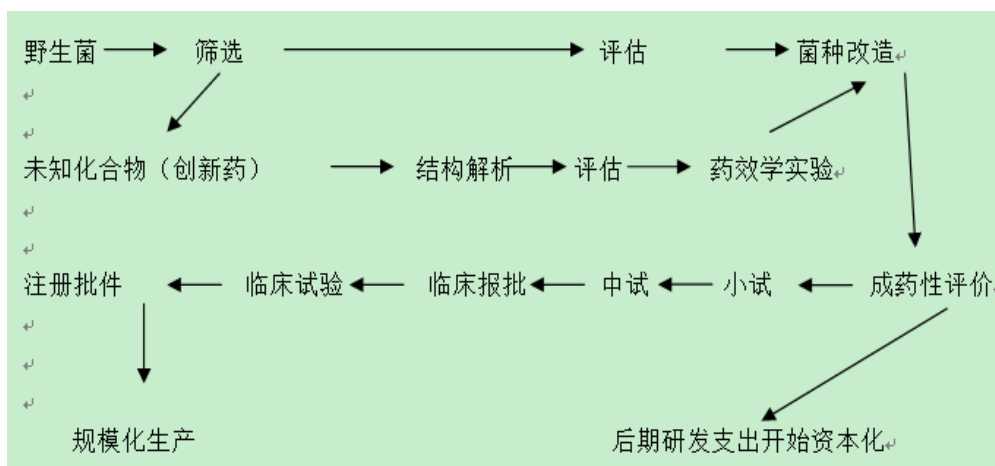 野生菌 筛选 评估 菌种改造
未知化合物（创新药） 结构解析 评估 药效学实验
注册批件 临床试验 临床报批 中试 小试 成药性评价
规模化生产 后期研发支出开始资本化